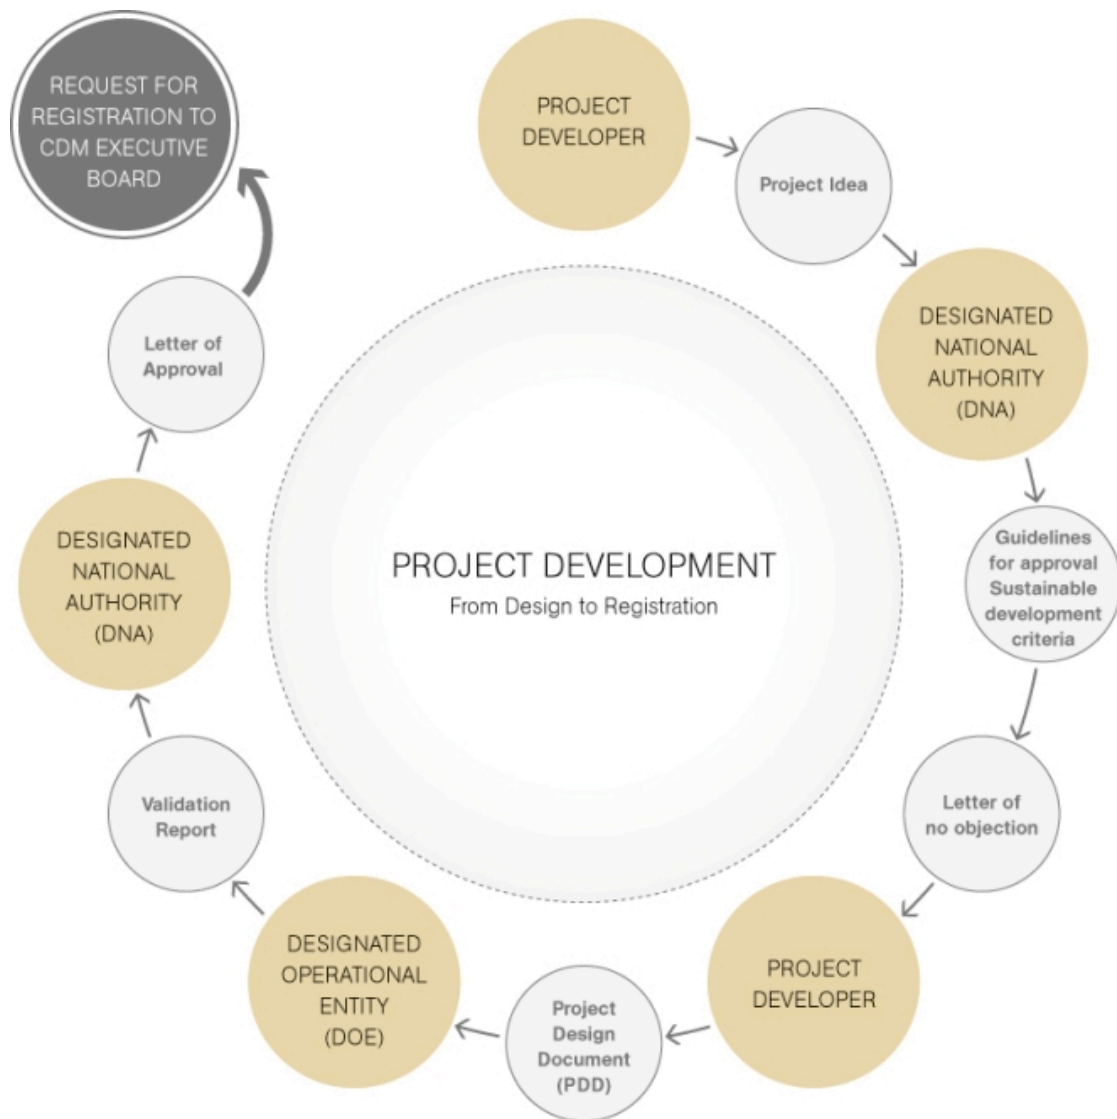 REQUEST FOR
REGISTRATION TO
CDM EXECUTIVE
BOARD
PROJECT
DEVELOPER
Project Idea
DESIGNATED
NATIONAL
AUTHORITY
(DNA)
Guidelines
for approval
Sustainable
development
criteria
Letter of
no objection
PROJECT
DEVELOPER
Project
Design
Document
(PDD)
DESIGNATED
OPERATIONAL
ENTITY
(DOE)
Validation
Report
DESIGNATED
NATIONAL
AUTHORITY
(DNA)
Letter of
Approval
PROJECT DEVELOPMENT
From Design to Registration